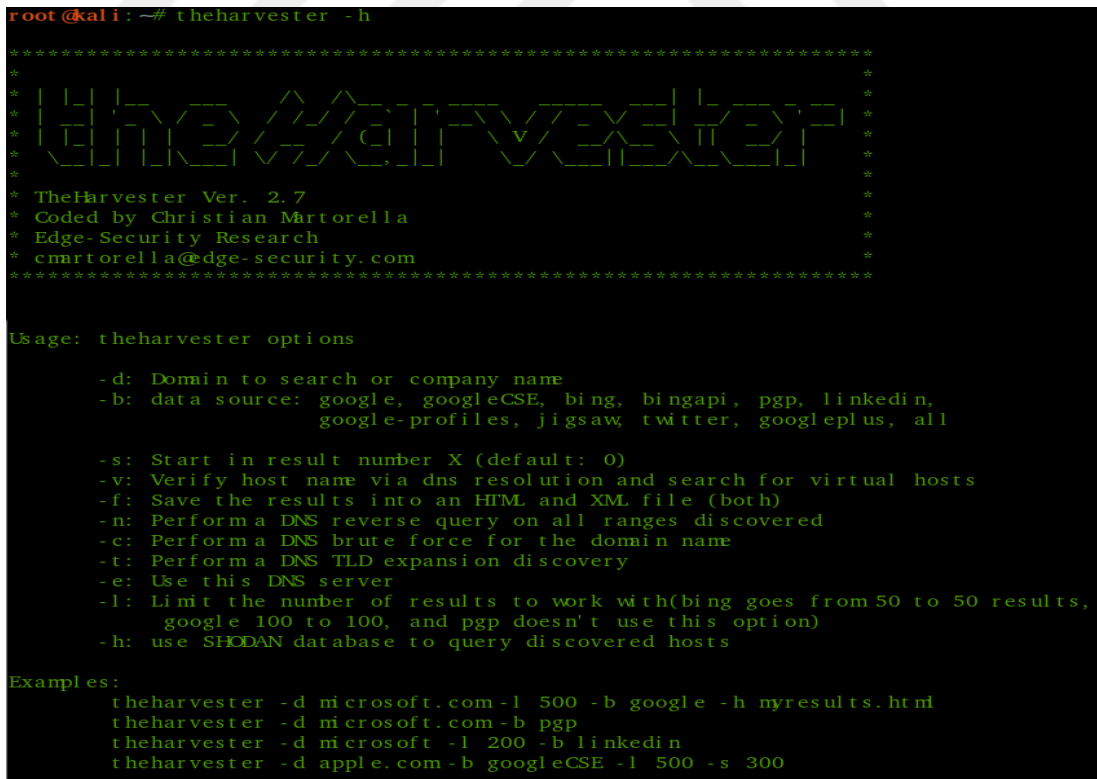 root@kali:~# theharvester -h
*******************************************************************
theHarvester
* TheHarvester Ver. 2.7 *
* Coded by Christian Martorella *
* Edge-Security Research *
* cmartorella@edge-security.com *
*******************************************************************
Usage: theharvester options
-d: Domain to search or company name
-b: data source: google, googleCSE, bing, bingapi, pgp, linkedin,
google-profiles, jigsaw, twitter, googleplus, all
-s: Start in result number X (default: 0)
-v: Verify host name via dns resolution and search for virtual hosts
-f: Save the results into an HTML and XML file (both)
-n: Perform a DNS reverse query on all ranges discovered
-c: Perform a DNS brute force for the domain name
-t: Perform a DNS TLD expansion discovery
-e: Use this DNS server
-l: Limit the number of results to work with(bing goes from 50 to 50 results,
google 100 to 100, and pgp doesn't use this option)
-h: use SHODAN database to query discovered hosts
Examples:
theharvester -d microsoft.com -l 500 -b google -h myresults.html
theharvester -d microsoft.com -b pgp
theharvester -d microsoft -l 200 -b linkedin
theharvester -d apple.com -b googleCSE -l 500 -s 300